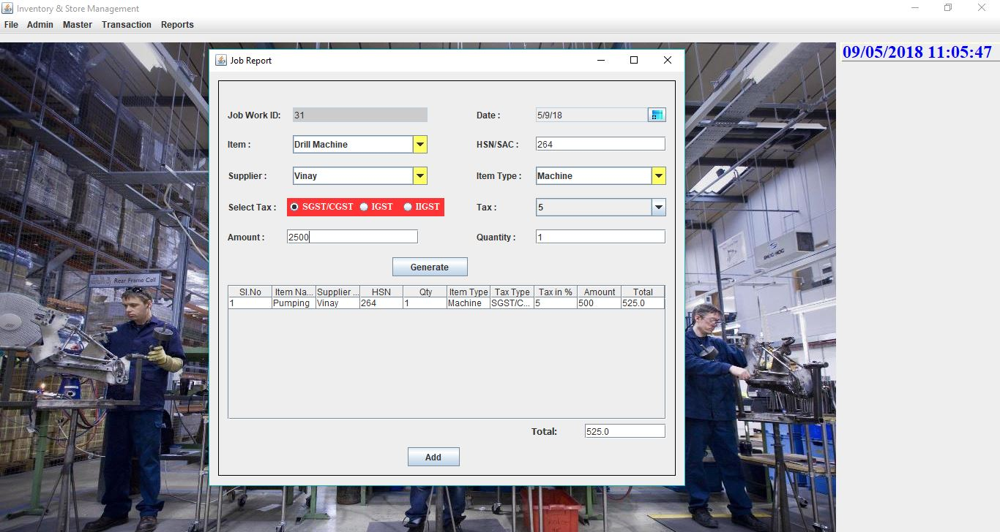 Inventory & Store Management
File Admin Master Transaction Reports
09/05/2018 11:05:47
Job Report
Job Work ID: 31 Date : 5/9/18
Item : Drill Machine HSN/SAC : 264
Supplier : Vinay Item Type : Machine
Select Tax : SGST/CGST IGST IIGST Tax : 5
Amount : 2500 Quantity : 1
Generate
Sl.No Item Na... Supplier ... HSN Qty Item Type Tax Type Tax in % Amount Total
1 Pumping Vinay 264 1 Machine SGST/C... 5 500 525.0
Total: 525.0
Add
Rear Frame Cell